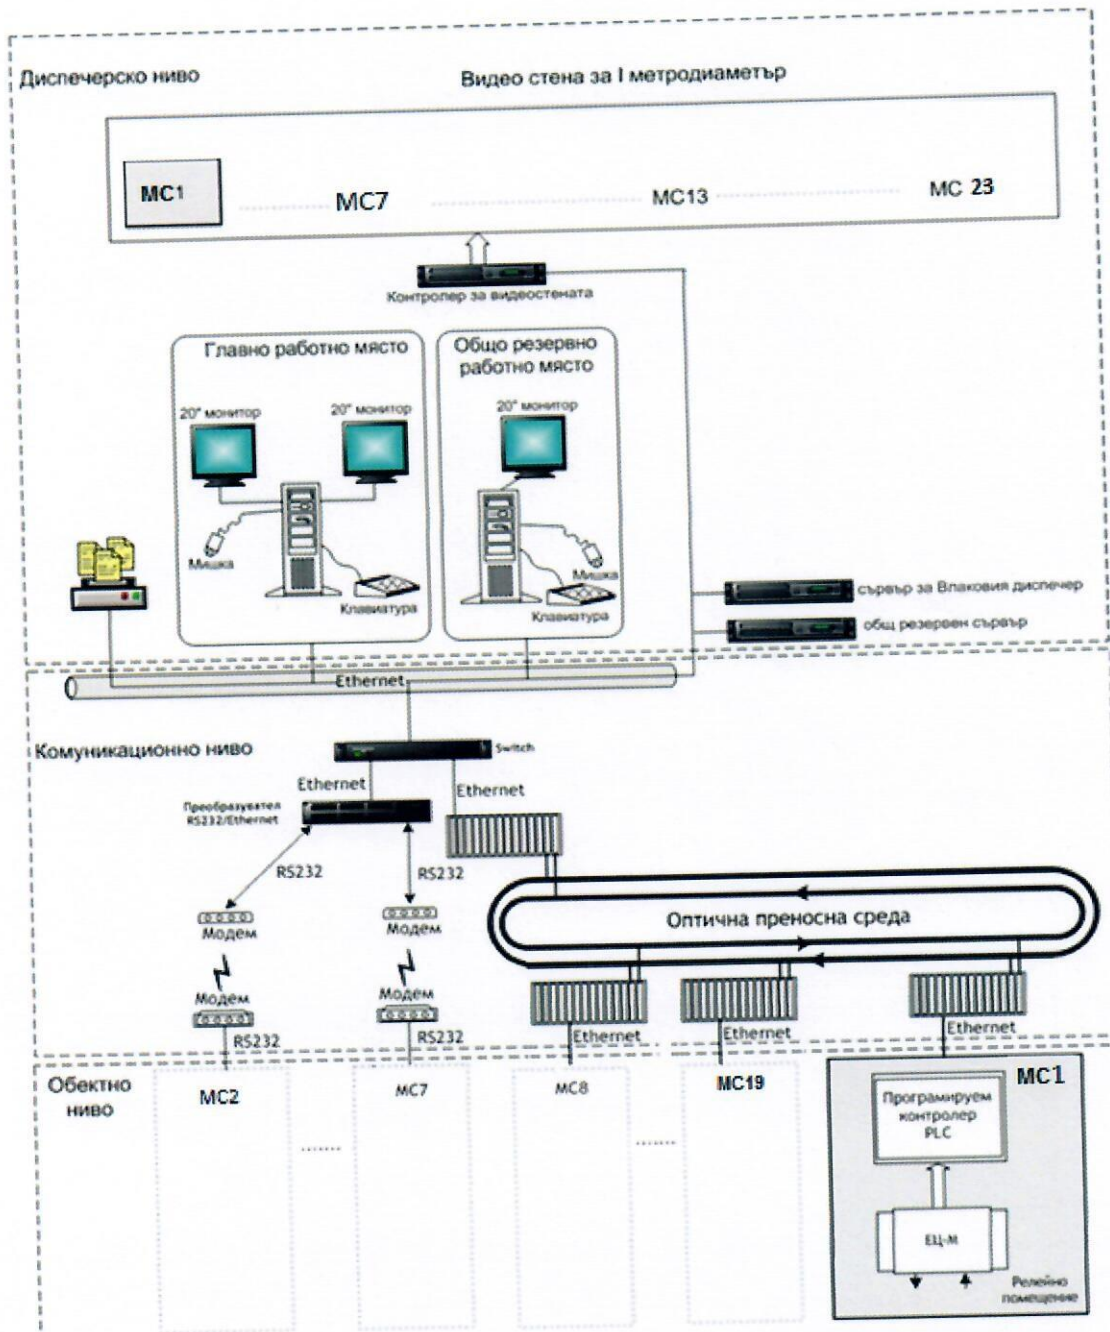 Диспечерско ниво
Видео стена за I метродиаметър
МС1
МС7
МС13
МС 23
Контролер за видеостената
Главно работно място
Общо резервно
работно място
20" монитор
20" монитор
20" монитор
Мишка
Клавиатура
Мишка
Клавиатура
сървър за Влаковия диспечер
общ резервен сървър
Ethernet
Комуникационно ниво
Switch
Ethernet
Ethernet
Преобразувател
RS232/Ethernet
RS232
RS232
Оптична преносна среда
Модем
Модем
Модем
Модем
RS232
RS232
Ethernet
Ethernet
Ethernet
Обектно
ниво
МС2
МС7
МС8
МС19
МС1
Програмируем
контролер
PLC
ЕЦ-М
Релейно
помещение